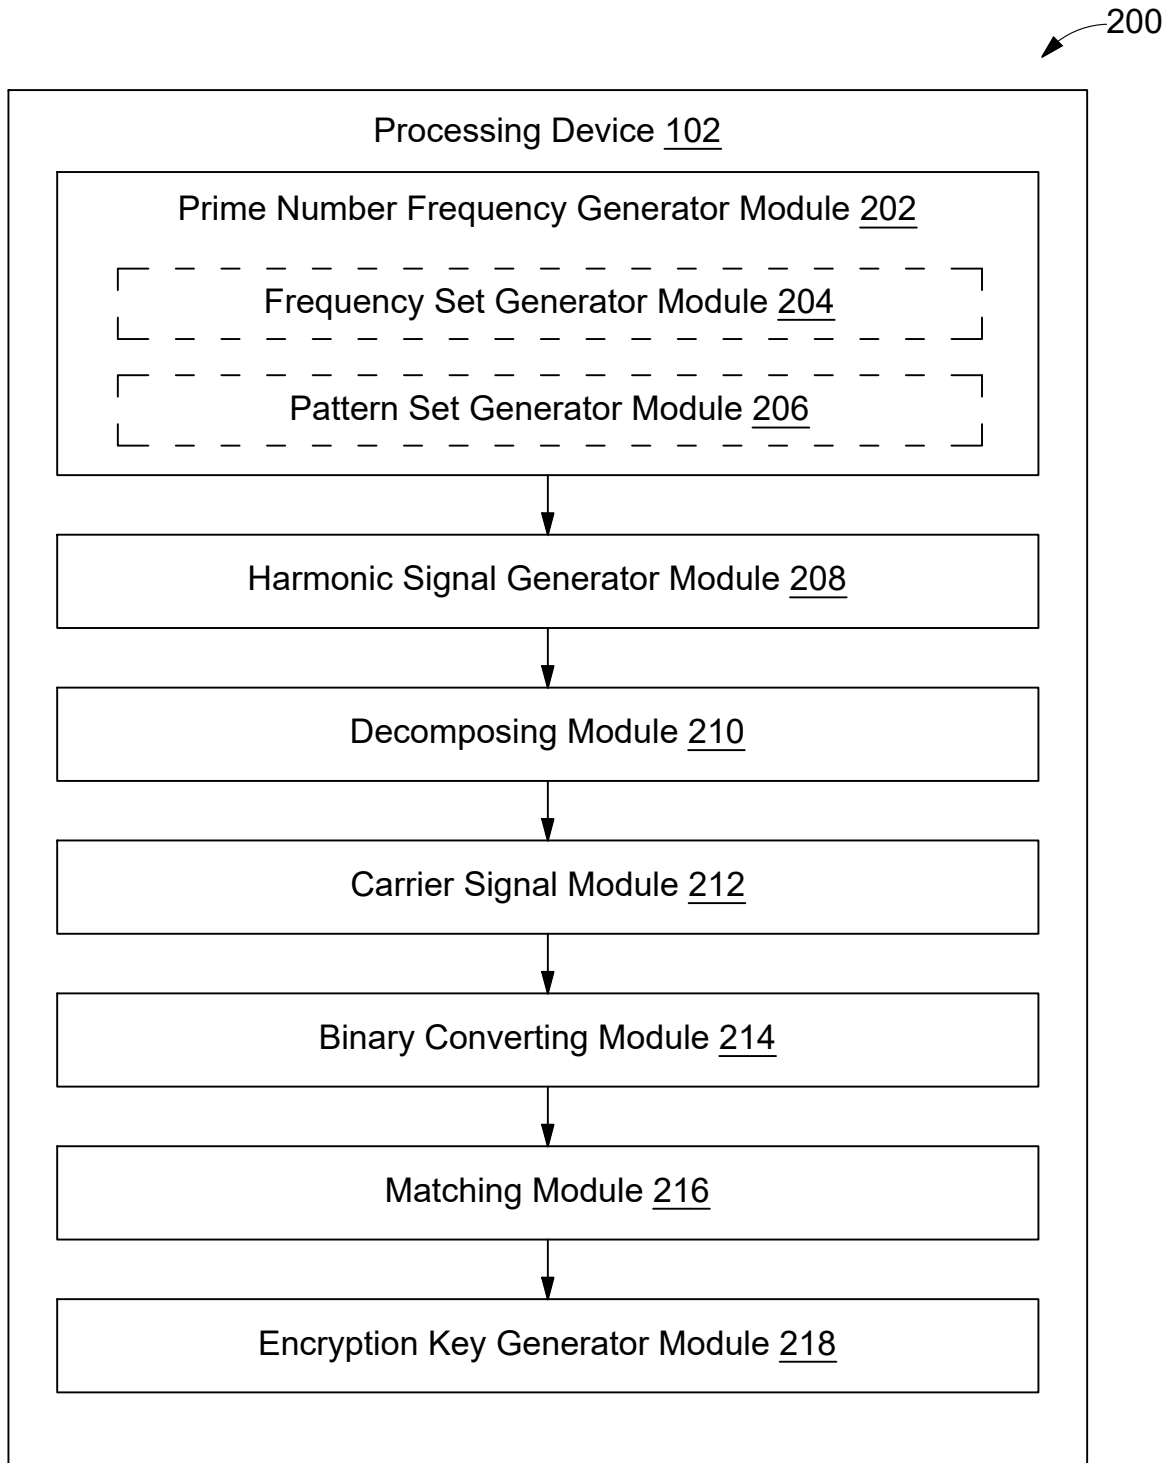 200
Processing Device 102
Prime Number Frequency Generator Module 202
Frequency Set Generator Module 204
Pattern Set Generator Module 206
Harmonic Signal Generator Module 208
Decomposing Module 210
Carrier Signal Module 212
Binary Converting Module 214
Matching Module 216
Encryption Key Generator Module 218